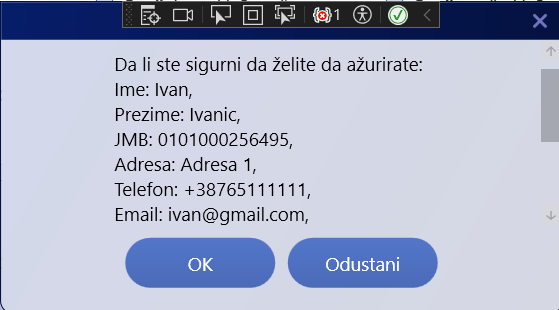 1
Da li ste sigurni da želite da ažurirate:
Ime: Ivan,
Prezime: Ivanic,
JMB: 0101000256495,
Adresa: Adresa 1,
Telefon: +38765111111,
Email: ivan@gmail.com,
OK
Odustani